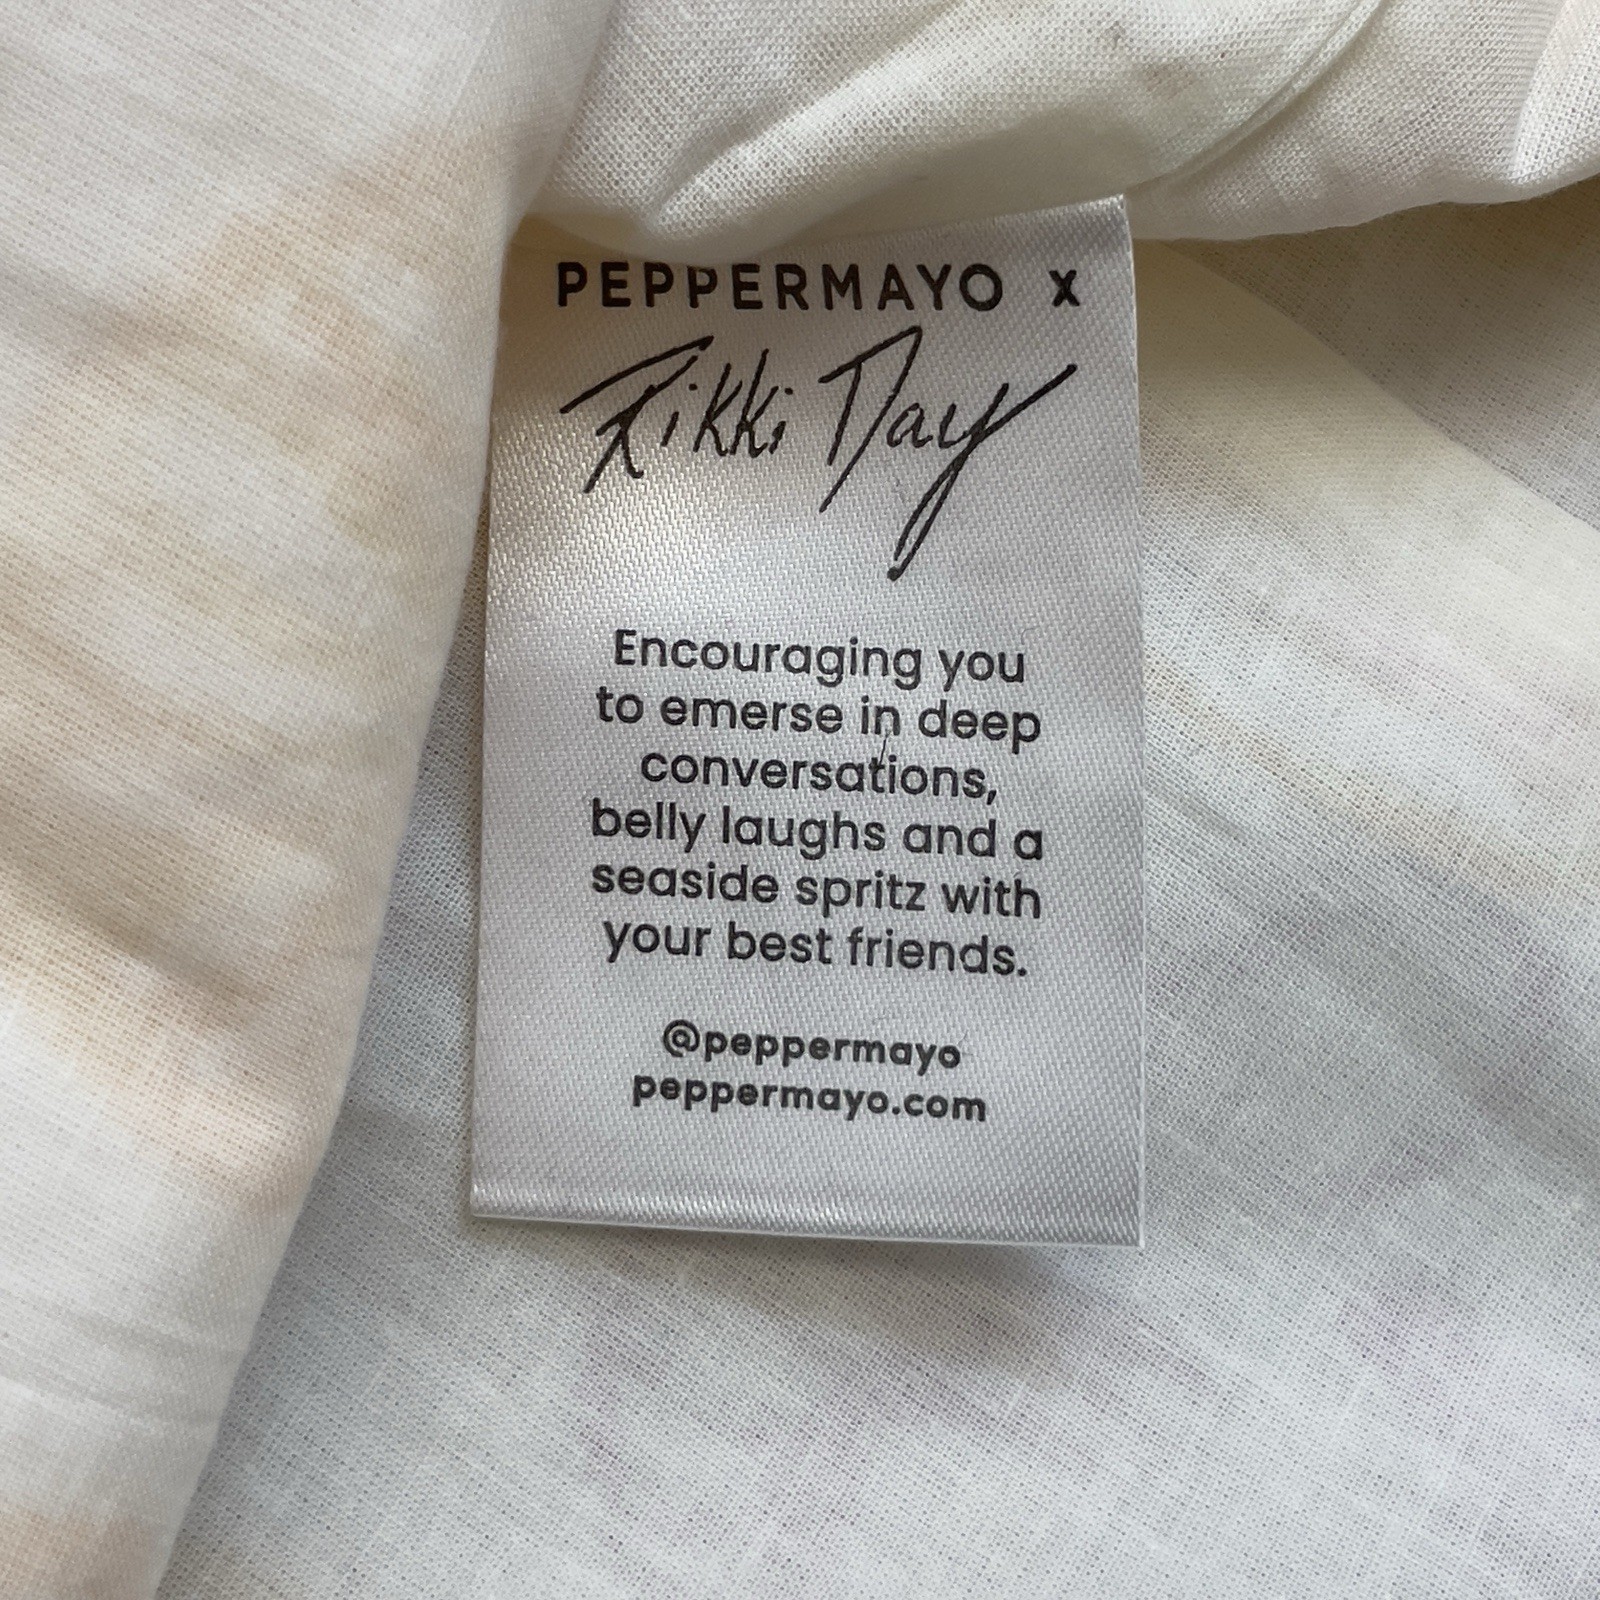 PEPPERMAYO X
Rikki Day
Encouraging you
to emerse in deep
conversations,
belly laughs and a
seaside spritz with
your best friends.
@peppermayo
peppermayo.com